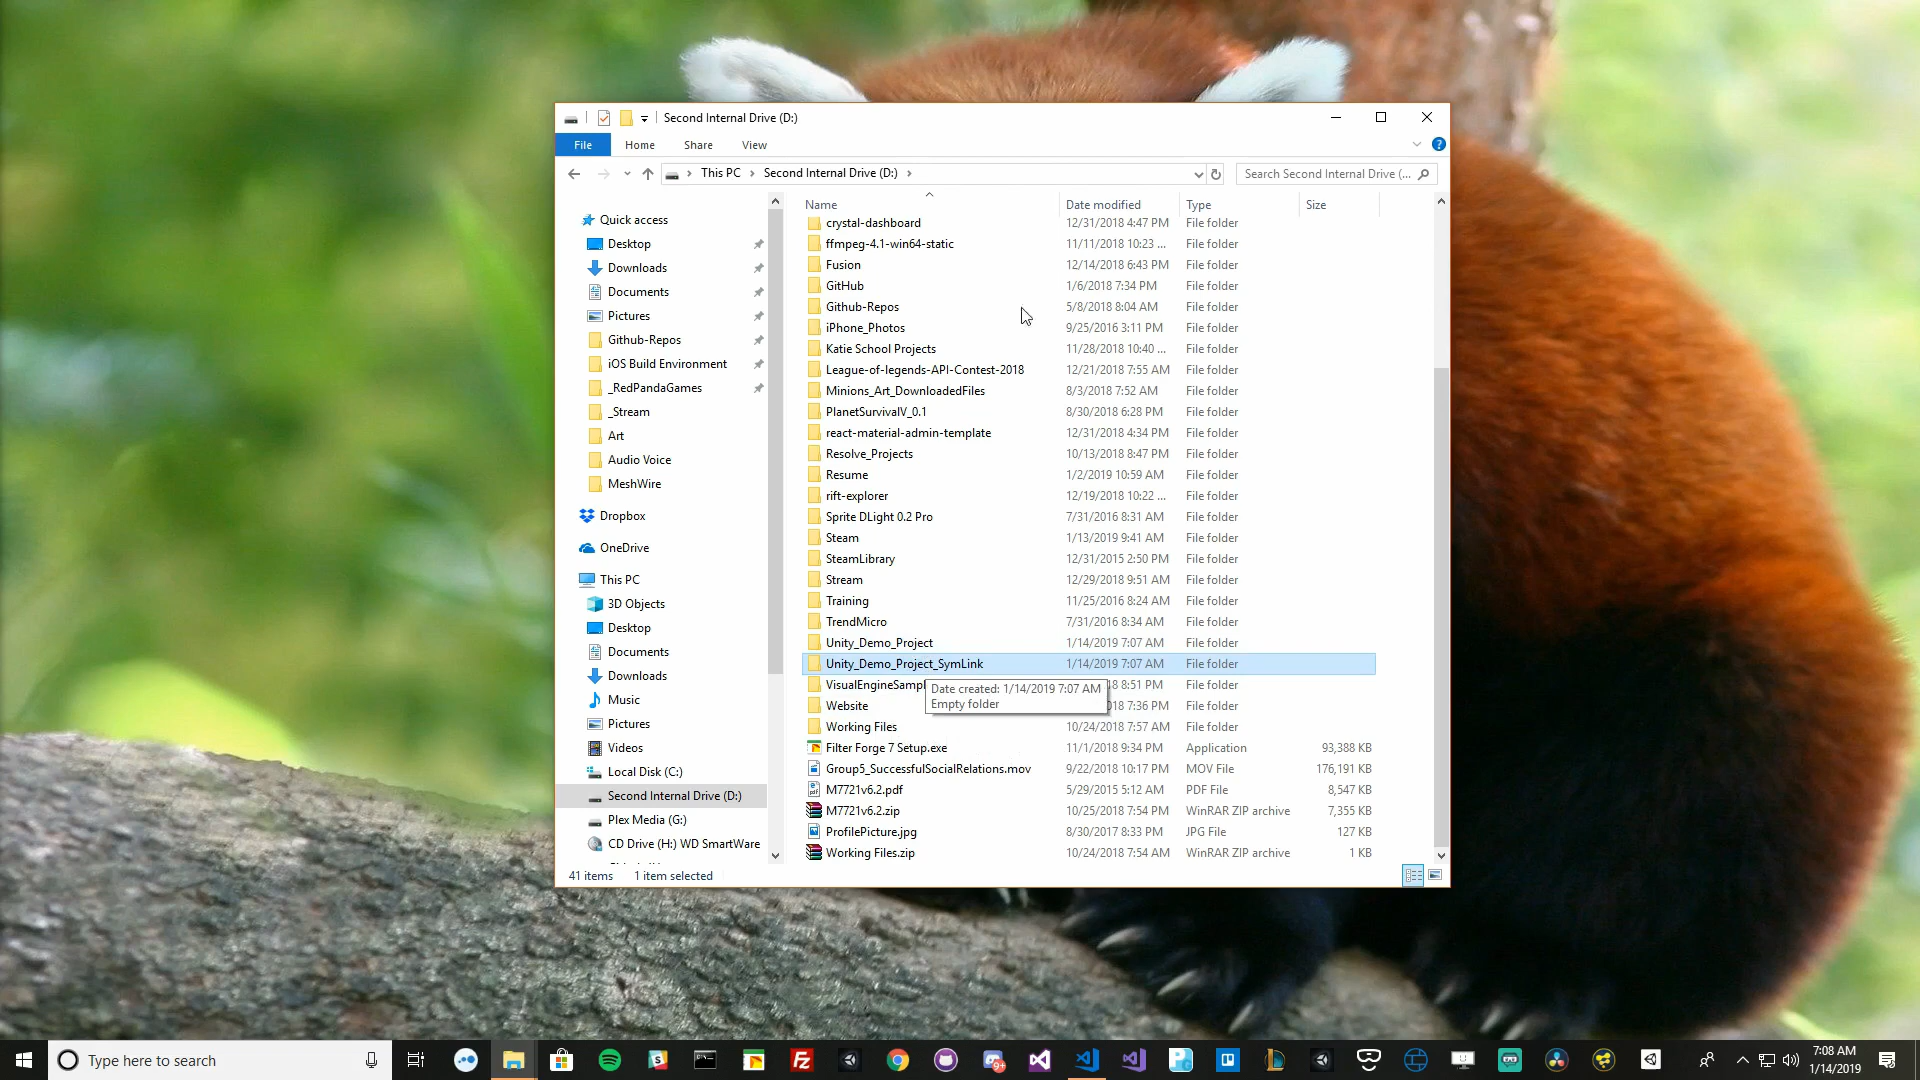 Second Internal Drive (D:)
File Home Share View
This PC Second Internal Drive (D:)
Search Second Internal Drive (...
Quick access
Desktop
Downloads
Documents
Pictures
Github-Repos
iOS Build Environment
_RedPandaGames
_Stream
Art
Audio Voice
MeshWire
Dropbox
OneDrive
This PC
3D Objects
Desktop
Documents
Downloads
Music
Pictures
Videos
Local Disk (C:)
Second Internal Drive (D:)
Plex Media (G:)
CD Drive (H:) WD SmartWare
Name Date modified Type Size
crystal-dashboard 12/31/2018 4:47 PM File folder
ffmpeg-4.1-win64-static 11/11/2018 10:23 ... File folder
Fusion 12/14/2018 6:43 PM File folder
GitHub 1/6/2018 7:34 PM File folder
Github-Repos 5/8/2018 8:04 AM File folder
iPhone_Photos 9/25/2016 3:11 PM File folder
Katie School Projects 11/28/2018 10:40 ... File folder
League-of-legends-API-Contest-2018 12/21/2018 7:55 AM File folder
Minions_Art_DownloadedFiles 8/3/2018 7:52 AM File folder
PlanetSurvivalV_0.1 8/30/2018 6:28 PM File folder
react-material-admin-template 12/31/2018 4:34 PM File folder
Resolve_Projects 10/13/2018 8:47 PM File folder
Resume 1/2/2019 10:59 AM File folder
rift-explorer 12/19/2018 10:22 ... File folder
Sprite DLight 0.2 Pro 7/31/2016 8:31 AM File folder
Steam 1/13/2019 9:41 AM File folder
SteamLibrary 12/31/2015 2:50 PM File folder
Stream 12/29/2018 9:51 AM File folder
Training 11/25/2016 8:24 AM File folder
TrendMicro 7/31/2016 8:34 AM File folder
Unity_Demo_Project 1/14/2019 7:07 AM File folder
Unity_Demo_Project_SymLink 1/14/2019 7:07 AM File folder
VisualEngineSampl 8:51 PM File folder
Date created: 1/14/2019 7:07 AM
Empty folder
Website 7:36 PM File folder
Working Files 10/24/2018 7:57 AM File folder
Filter Forge 7 Setup.exe 11/1/2018 9:34 PM Application 93,388 KB
Group5_SuccessfulSocialRelations.mov 9/22/2018 10:17 PM MOV File 176,191 KB
M7721v6.2.pdf 5/29/2015 5:12 AM PDF File 8,547 KB
M7721v6.2.zip 10/25/2018 7:54 PM WinRAR ZIP archive 7,355 KB
ProfilePicture.jpg 8/30/2017 8:33 PM JPG File 127 KB
Working Files.zip 10/24/2018 7:54 AM WinRAR ZIP archive 1 KB
41 items 1 item selected
Type here to search
7:08 AM
1/14/2019